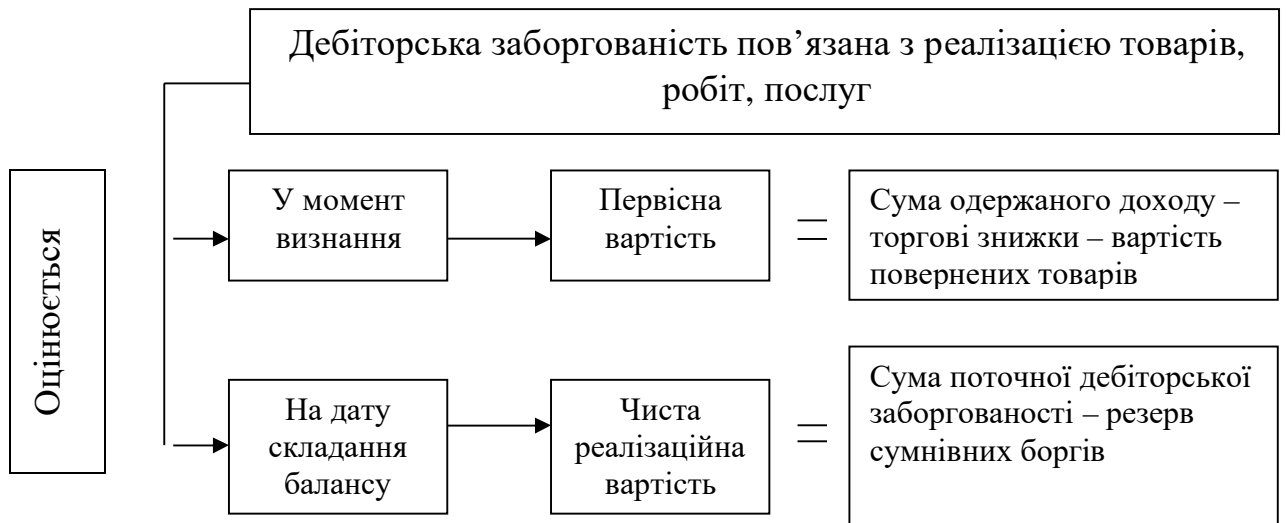 Дебіторська заборгованість пов’язана з реалізацією товарів,
робіт, послуг
Оцінюється
У момент
визнання
Первісна
вартість
=
Сума одержаного доходу –
торгові знижки – вартість
повернених товарів
На дату
складання
балансу
Чиста
реалізаційна
вартість
=
Сума поточної дебіторської
заборгованості – резерв
сумнівних боргів